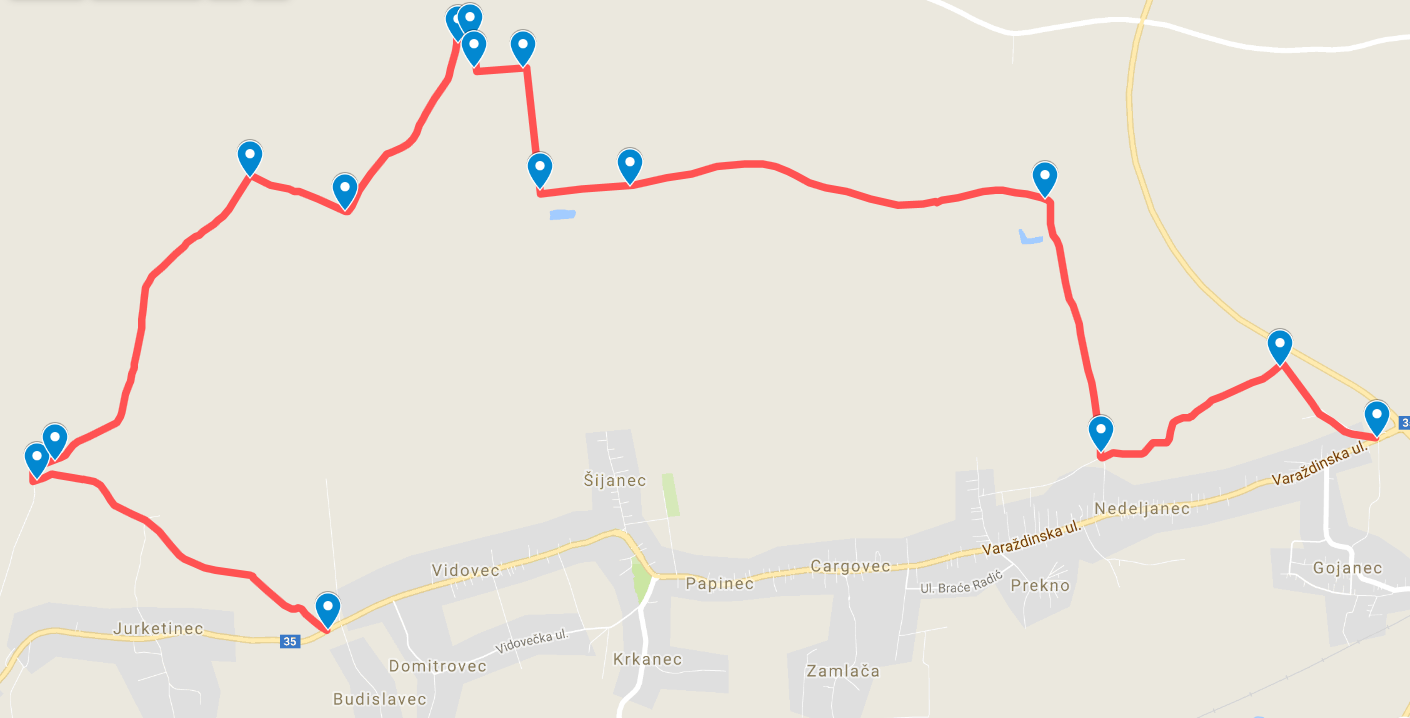 3
Varaždinska ul.
Šijanec
Nedeljanec
Varaždinska ul.
Vidovec
Cargovec
Gojanec
Papinec
Ul. Braće Radić
Prekno
Jurketinec
35
Vidovečka ul.
Domitrovec
Krkanec
Zamlača
Budislavec